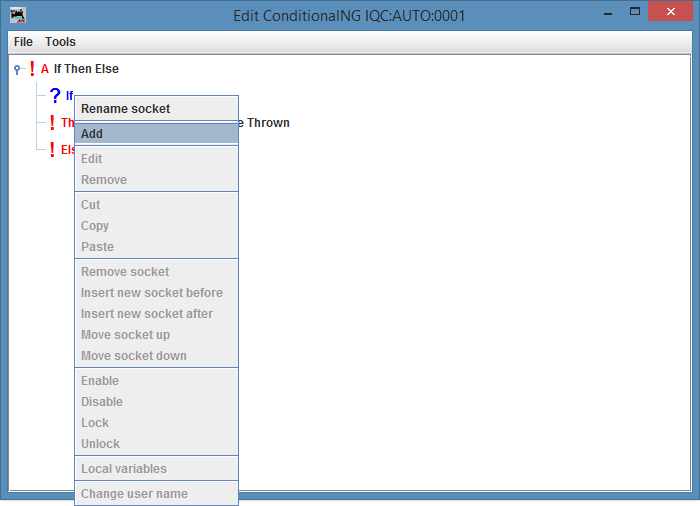 Edit ConditionalNG IQC:AUTO:0001
File Tools
! A If Then Else
? If
! Th e Thrown
! Els
Rename socket
Add
Edit
Remove
Cut
Copy
Paste
Remove socket
Insert new socket before
Insert new socket after
Move socket up
Move socket down
Enable
Disable
Lock
Unlock
Local variables
Change user name